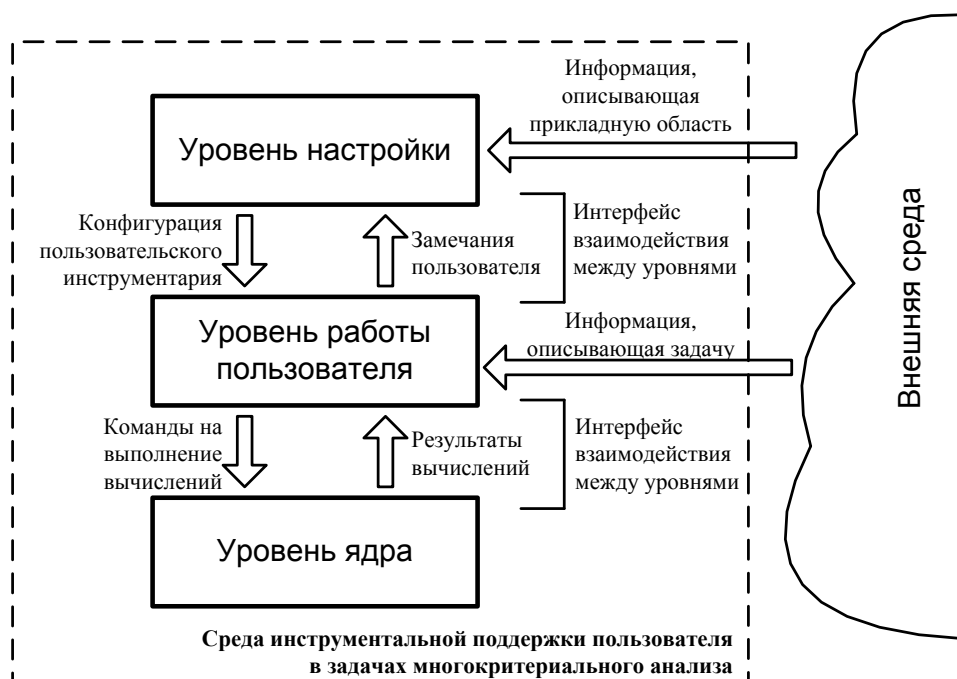 Информация,
описывающая
прикладную область
Уровень настройки
Конфигурация
пользовательского
инструментария
Замечания
пользователя
Интерфейс
взаимодействия
между уровнями
Внешняя среда
Уровень работы
пользователя
Информация,
описывающая задачу
Команды на
выполнение
вычислений
Результаты
вычислений
Интерфейс
взаимодействия
между уровнями
Уровень ядра
Среда инструментальной поддержки пользователя
в задачах многокритериального анализа